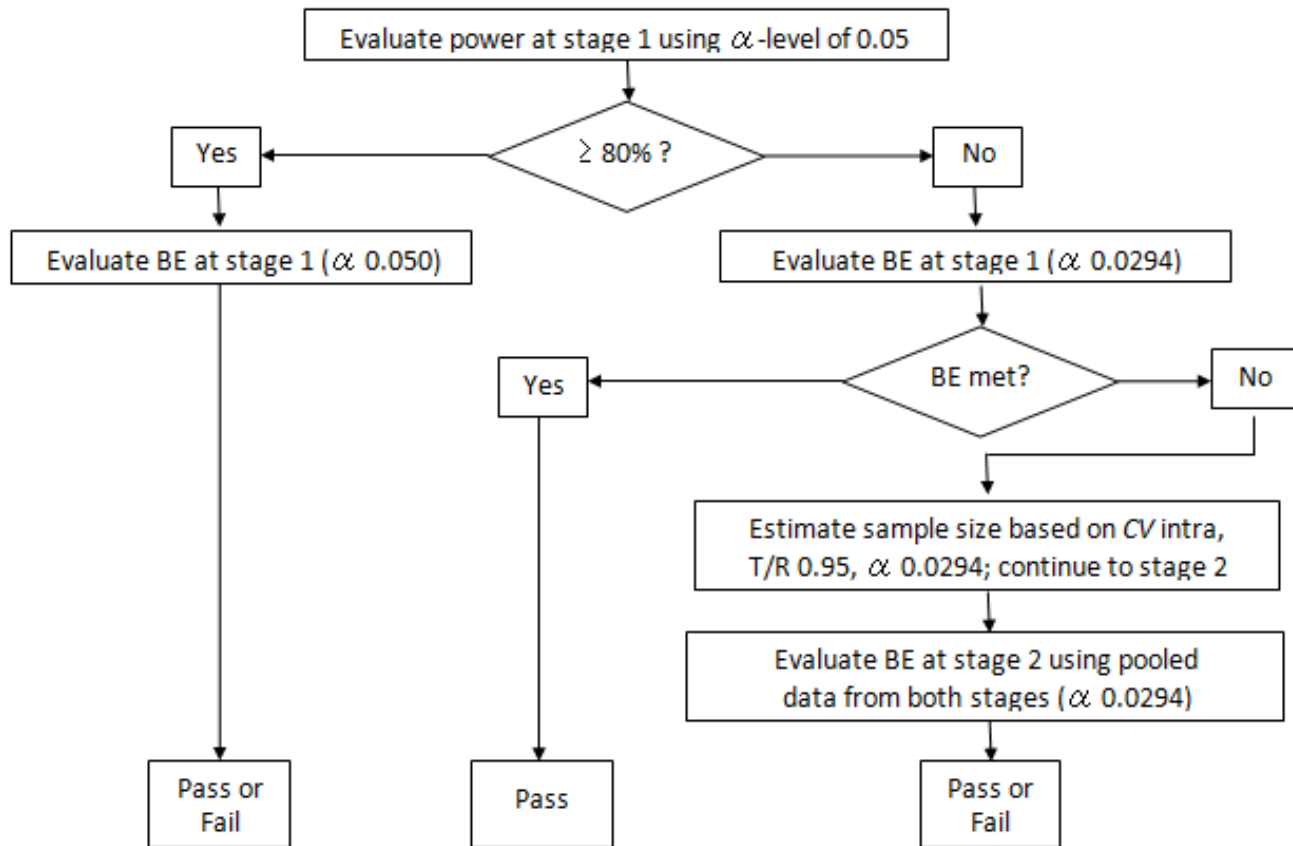 Evaluate power at stage 1 using α-level of 0.05
≥ 80% ?
Yes
No
Evaluate BE at stage 1 (α 0.050)
Evaluate BE at stage 1 (α 0.0294)
BE met?
Yes
No
Estimate sample size based on CV intra,
T/R 0.95, α 0.0294; continue to stage 2
Evaluate BE at stage 2 using pooled
data from both stages (α 0.0294)
Pass or
Fail
Pass
Pass or
Fail